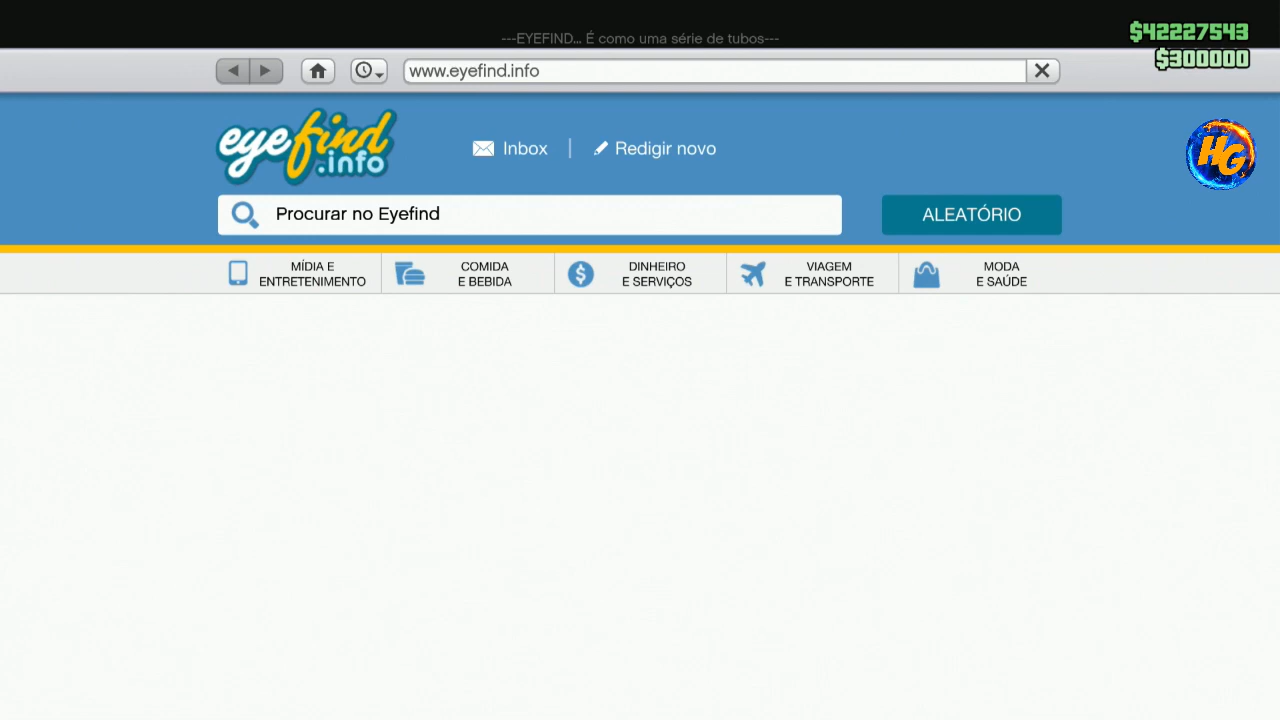 ---EYEFIND... É como uma série de tubos---
$42227543
$300000
www.eyefind.info
eyefind
.info
Inbox
Redigir novo
HG
Procurar no Eyefind
ALEATÓRIO
MÍDIA E
ENTRETENIMENTO
COMIDA
E BEBIDA
DINHEIRO
E SERVIÇOS
VIAGEM
E TRANSPORTE
MODA
E SAÚDE